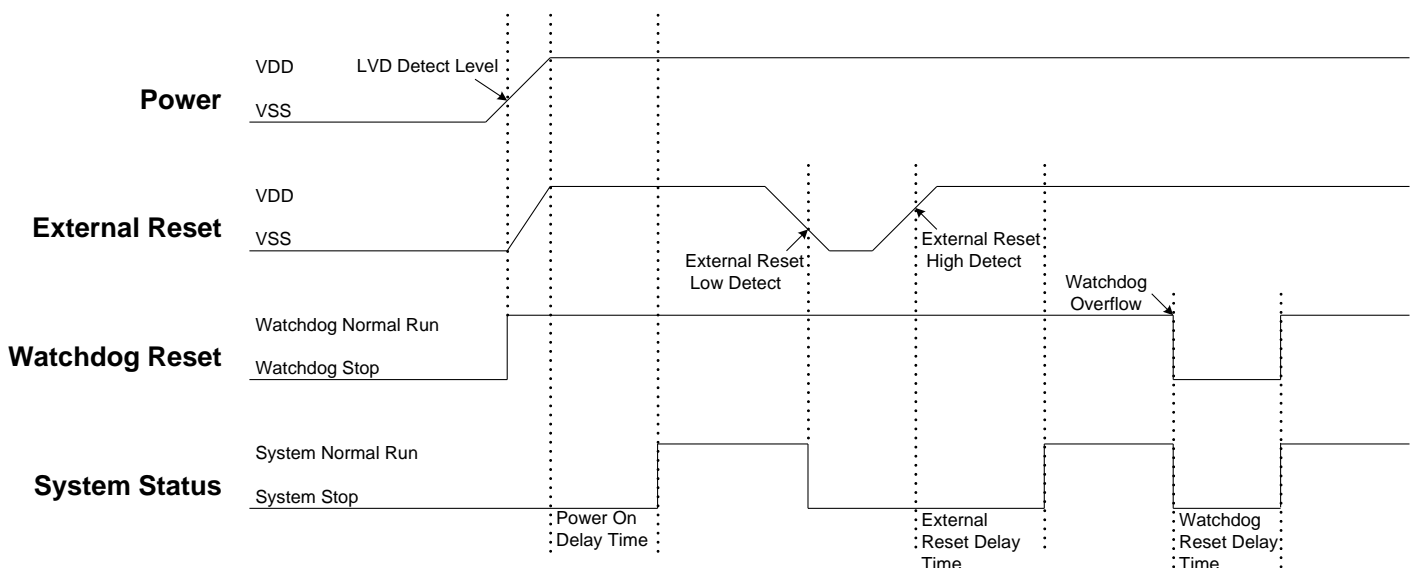 VDD
LVD Detect Level
Power
VSS
VDD
External Reset
VSS
External Reset
Low Detect
External Reset
High Detect
Watchdog
Overflow
Watchdog Normal Run
Watchdog Reset
Watchdog Stop
System Normal Run
System Status
System Stop
Power On
Delay Time
External
Reset Delay
Time
Watchdog
Reset Delay
Time